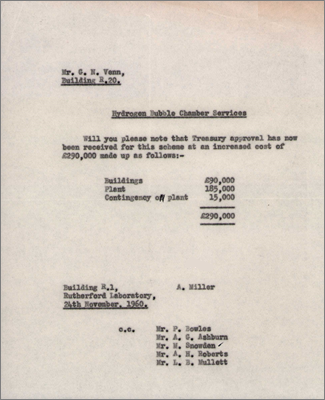 Mr. G. N. Venn,
Building R.20.
Hydrogen Bubble Chamber Services
Will you please note that Treasury approval has now
been received for this scheme at an increased cost of
£290,000 made up as follows:-
Buildings £90,000
Plant 185,000
Contingency off plant 15,000
£290,000
Building R.1, A. Miller
Rutherford Laboratory,
24th November, 1960.
c.c. Mr. P. Bowles
Mr. A. G. Ashburn
Mr. M. Snowden
Mr. A. H. Roberts
Mr. L. B. Mullett